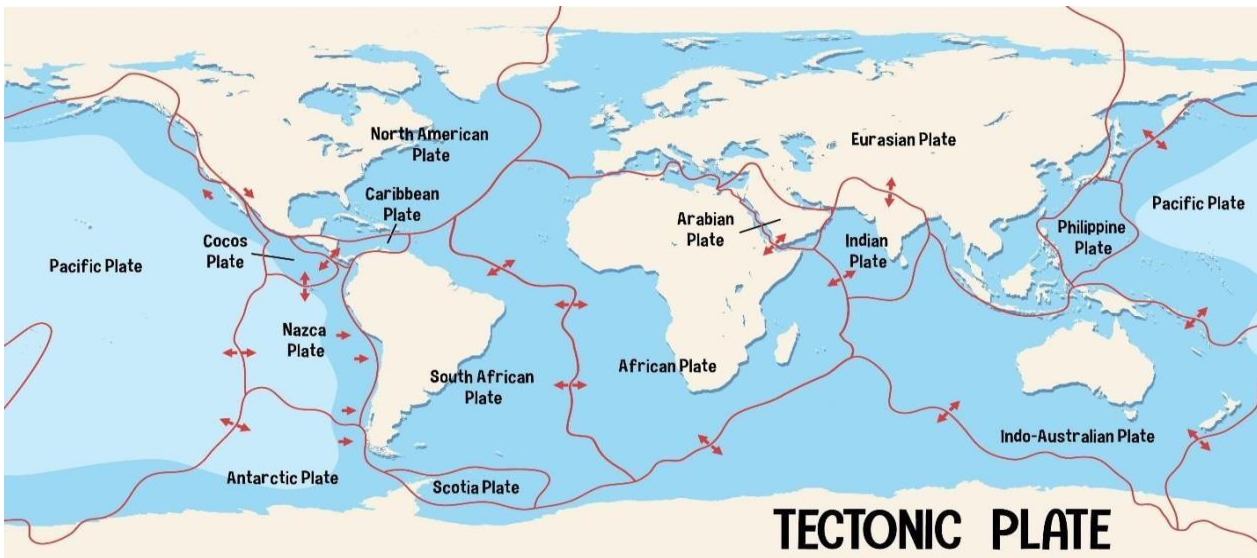 North American
Plate
Eurasian Plate
Caribbean
Plate
Arabian
Plate
Pacific Plate
Philippine
Plate
Cocos
Plate
Indian
Plate
Pacific Plate
Nazca
Plate
South African
Plate
African Plate
Indo-Australian Plate
Antarctic Plate
Scotia Plate
TECTONIC PLATE